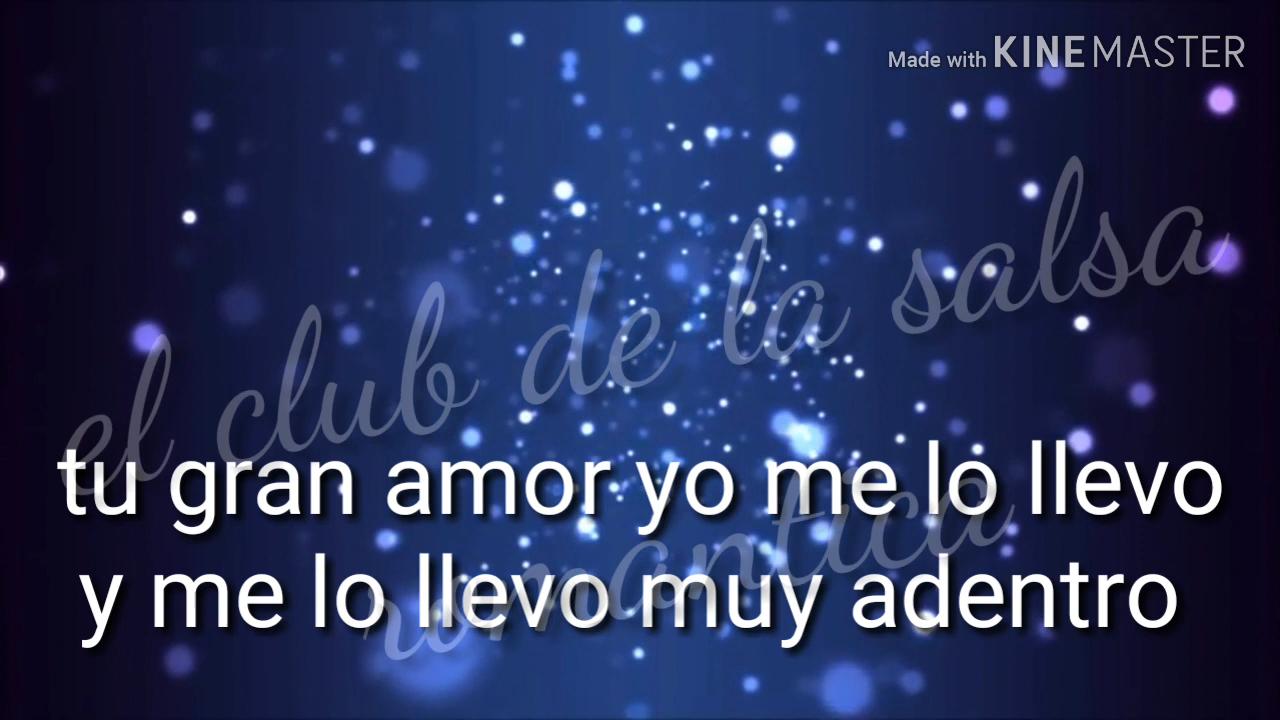 Made with KINEMASTER
el club de la salsa
romantica
tu gran amor yo me lo llevo
y me lo llevo muy adentro